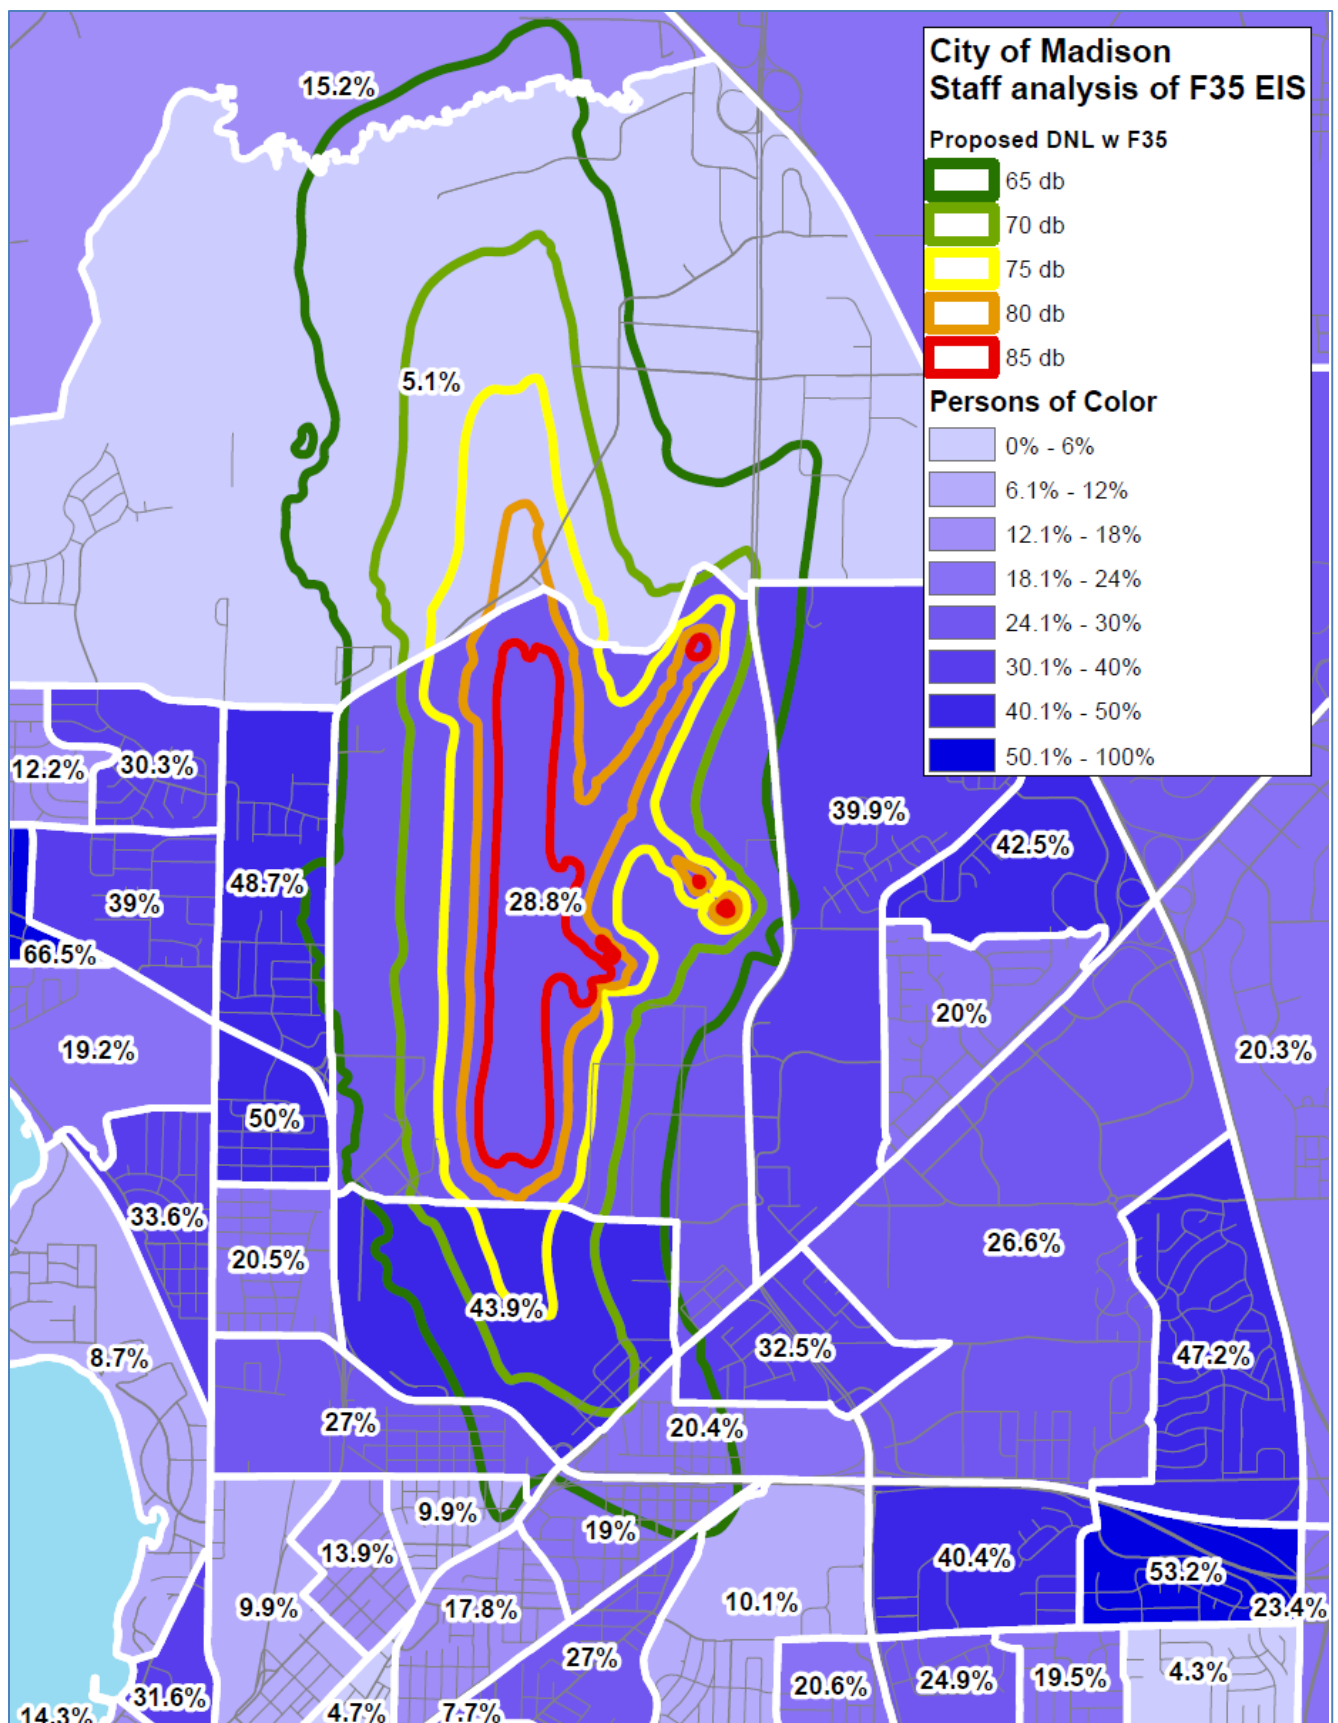 City of Madison
Staff analysis of F35 EIS
Proposed DNL w F35
65 db
70 db
75 db
80 db
85 db
Persons of Color
0% - 6%
6.1% - 12%
12.1% - 18%
18.1% - 24%
24.1% - 30%
30.1% - 40%
40.1% - 50%
50.1% - 100%
15.2%
5.1%
12.2%
30.3%
39.9%
42.5%
48.7%
28.8%
39%
66.5%
20%
19.2%
20.3%
50%
33.6%
20.5%
26.6%
43.9%
32.5%
47.2%
8.7%
27%
20.4%
9.9%
19%
13.9%
40.4%
53.2%
9.9%
17.8%
10.1%
23.4%
27%
20.6%
24.9%
19.5%
4.3%
31.6%
14.3%
4.7%
7.7%